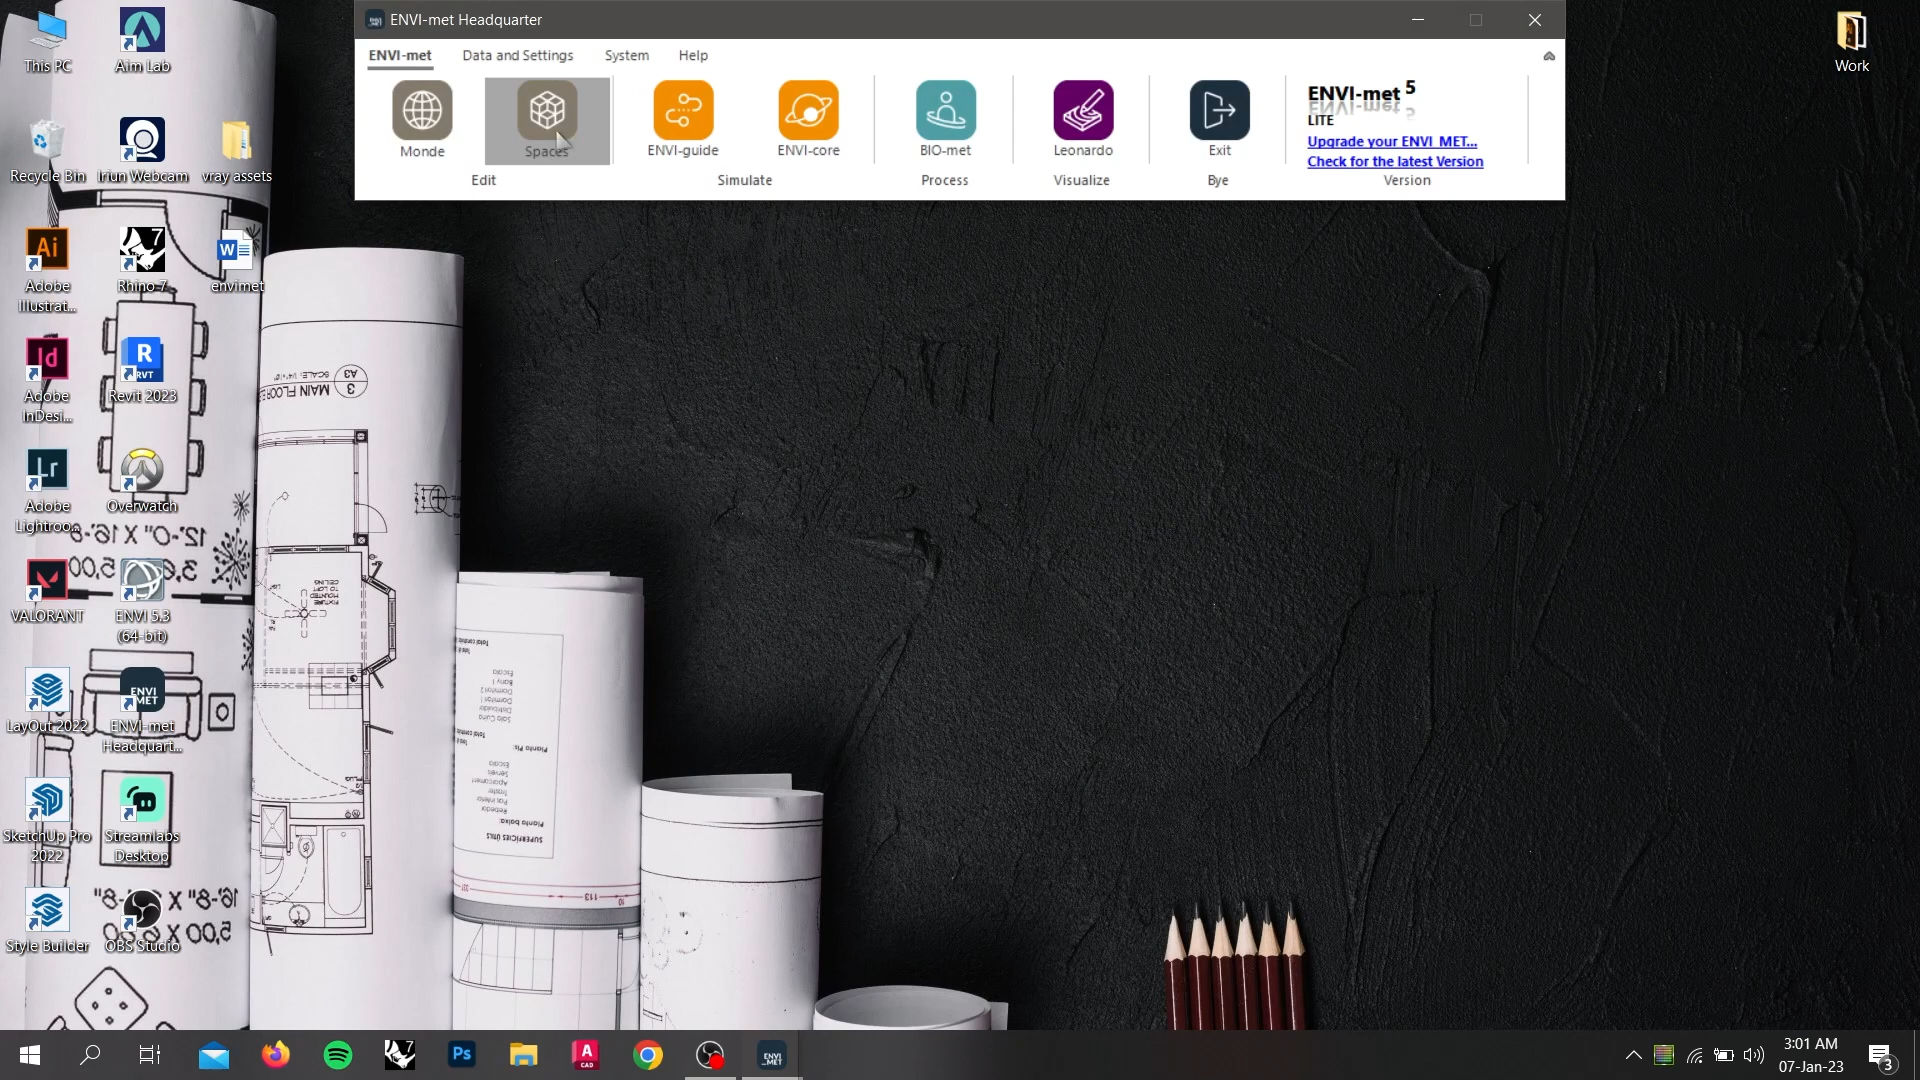 ENVI-met Headquarter
ENVI-met Data and Settings System Help
Monde Spaces ENVI-guide ENVI-core BIO-met Leonardo Exit
Edit Simulate Process Visualize Bye Version
ENVI-met 5
LITE
Upgrade your ENVI_MET...
Check for the latest Version
This PC
Aim Lab
Work
Recycle Bin
Iriun Webcam
vray assets
Adobe
Illustrat...
Rhino 7
envimet
Adobe
InDesi...
Revit 2023
Adobe
Lightroo...
Overwatch
VALORANT
ENVI 5.3
(64-bit)
LayOut 2022
ENVI-met
Headquart...
SketchUp Pro
2022
Streamlabs
Desktop
Style Builder
OBS Studio
3:01 AM
07-Jan-23
3